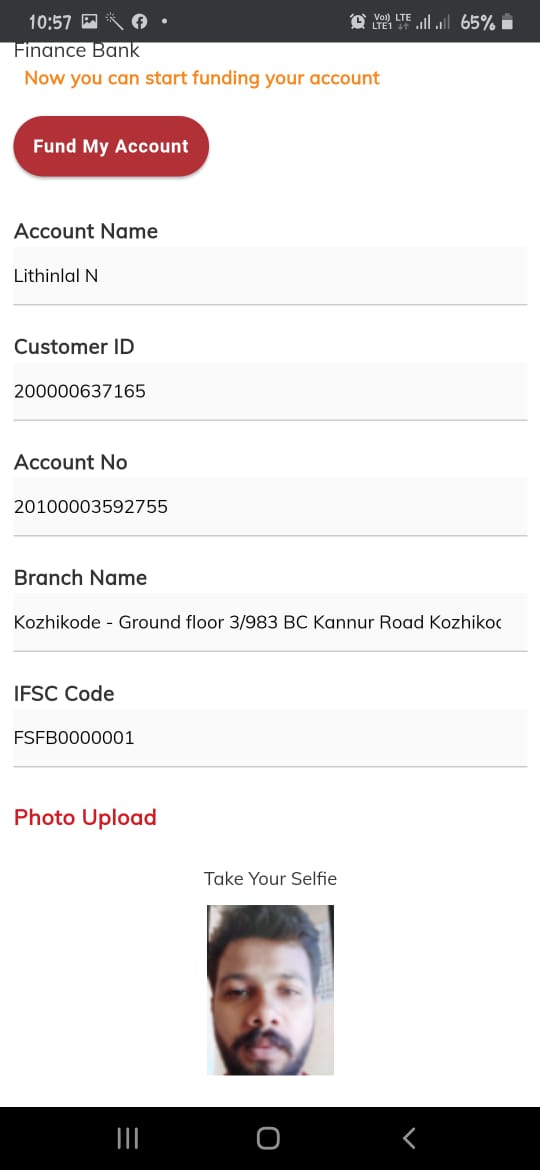 10:57
Vo) LTE
LTE1
65%
Finance Bank
Now you can start funding your account
Fund My Account
Account Name
Lithinlal N
Customer ID
200000637165
Account No
20100003592755
Branch Name
Kozhikode - Ground floor 3/983 BC Kannur Road Kozhikoc
IFSC Code
FSFB0000001
Photo Upload
Take Your Selfie